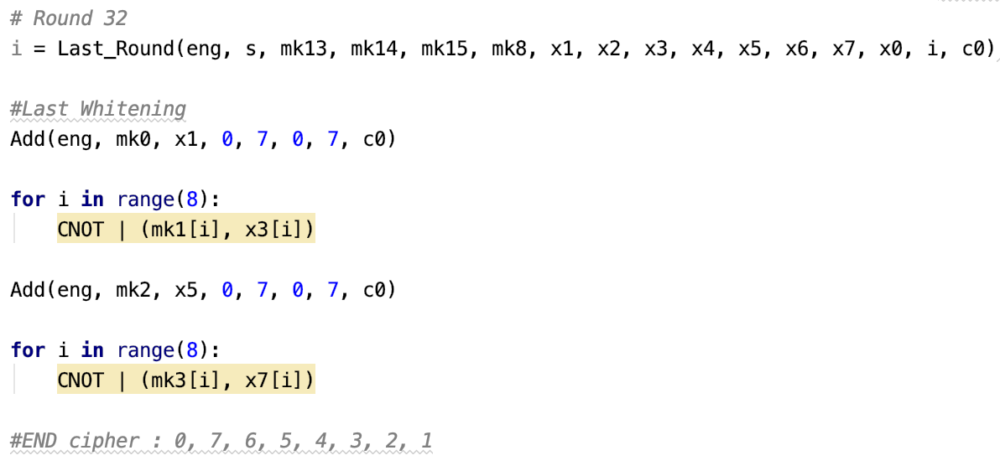 # Round 32
i = Last_Round(eng, s, mk13, mk14, mk15, mk8, x1, x2, x3, x4, x5, x6, x7, x0, i, c0)
#Last Whitening
Add(eng, mk0, x1, 0, 7, 0, 7, c0)
for i in range(8):
    CNOT | (mk1[i], x3[i])
Add(eng, mk2, x5, 0, 7, 0, 7, c0)
for i in range(8):
    CNOT | (mk3[i], x7[i])
#END cipher : 0, 7, 6, 5, 4, 3, 2, 1